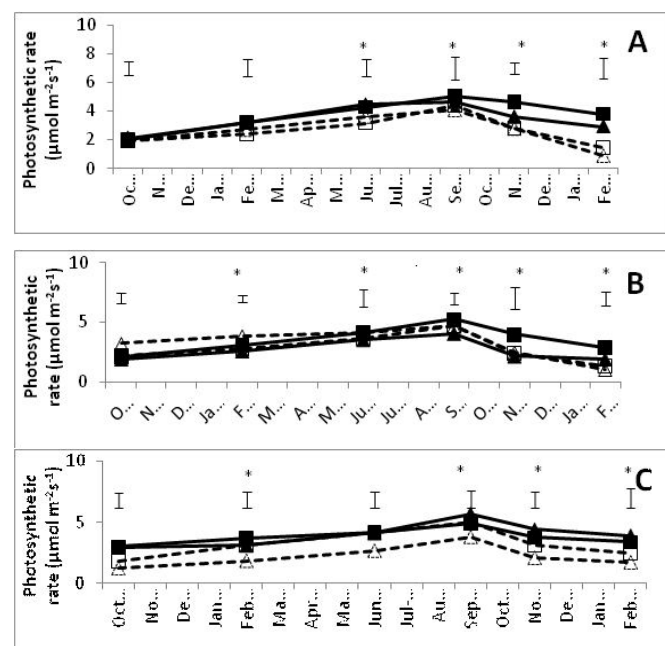 A
Photosynthetic rate
(µmol m⁻²s⁻¹)
10
8
6
4
2
0
* * * *
Oc... N... De... Ja... Fe... M... Ap... M... Ju... Jul... Au... Se... Oc... N... De... Ja... Fe...
B
Photosynthetic
rate (µmol m⁻²s⁻¹)
10
5
0
* * * * *
O... N... D... Ja... F... M... A... M... Ju... Ju... A... S... O... N... D... Ja... F...
C
Photosynthetic
rate (µmol m⁻²s⁻¹)
10
5
0
* * * *
Oct... No... De... Jan... Feb... Ma... Apr... Ma... Jun... Jul-... Au... Sep... Oct... No... De... Jan... Feb...